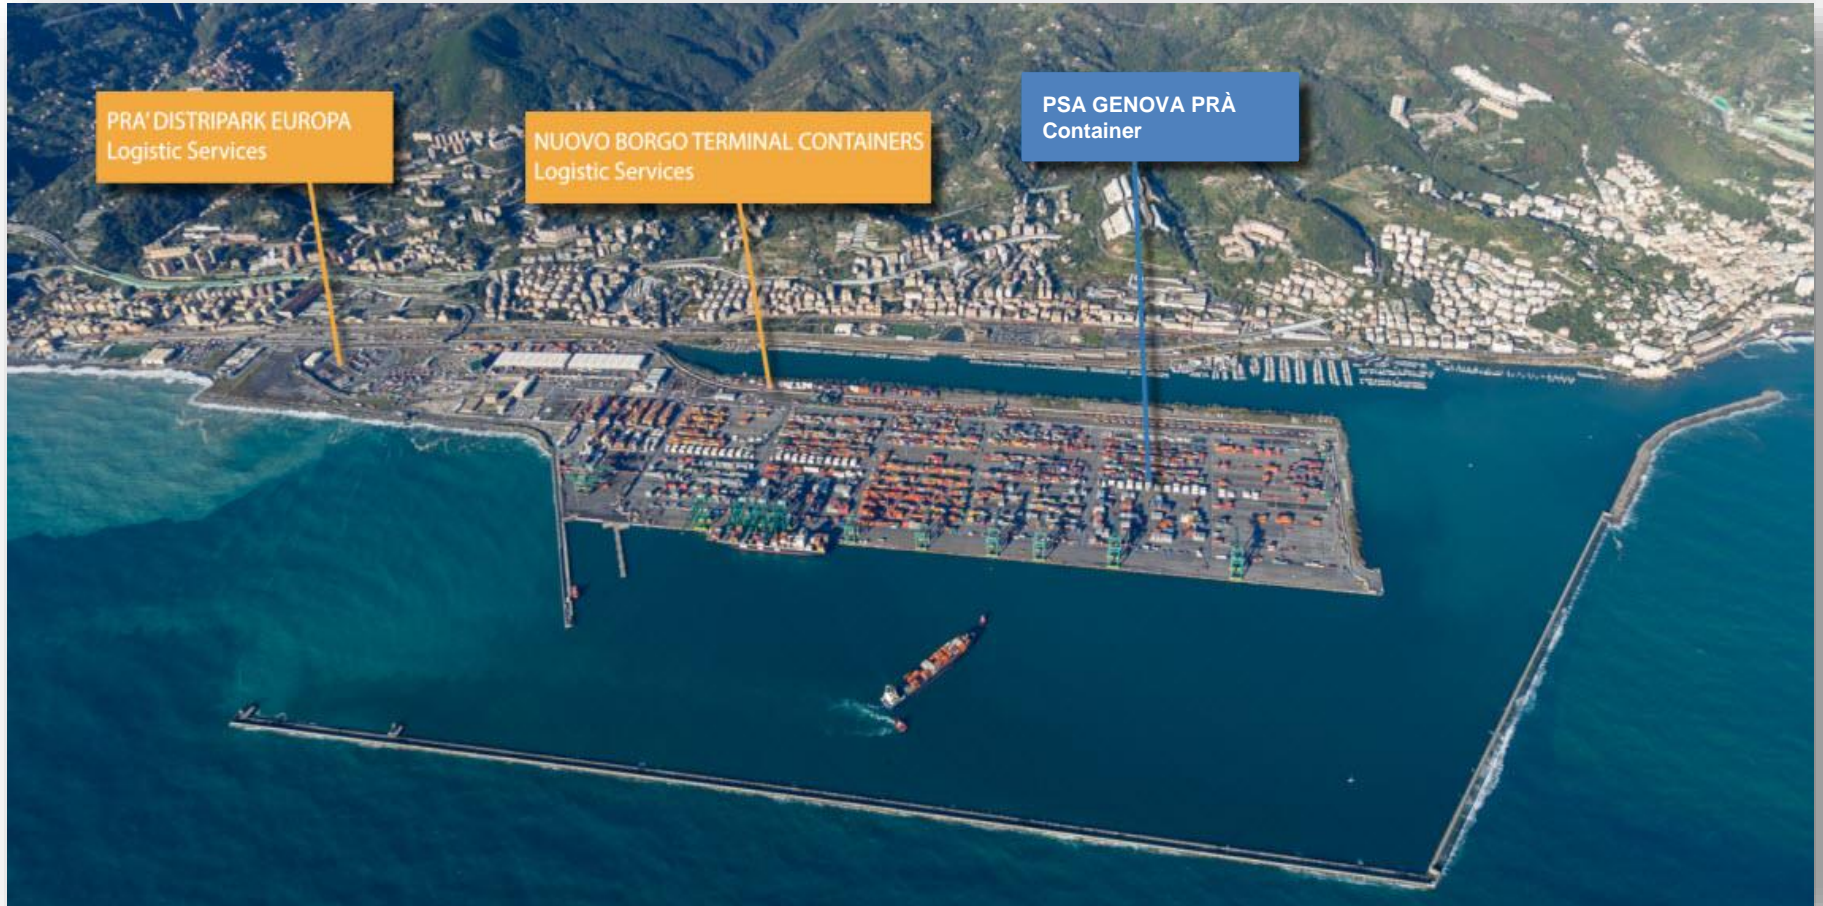 PRA' DISTRIPARK EUROPA
Logistic Services
NUOVO BORGO TERMINAL CONTAINERS
Logistic Services
PSA GENOVA PRÀ
Container